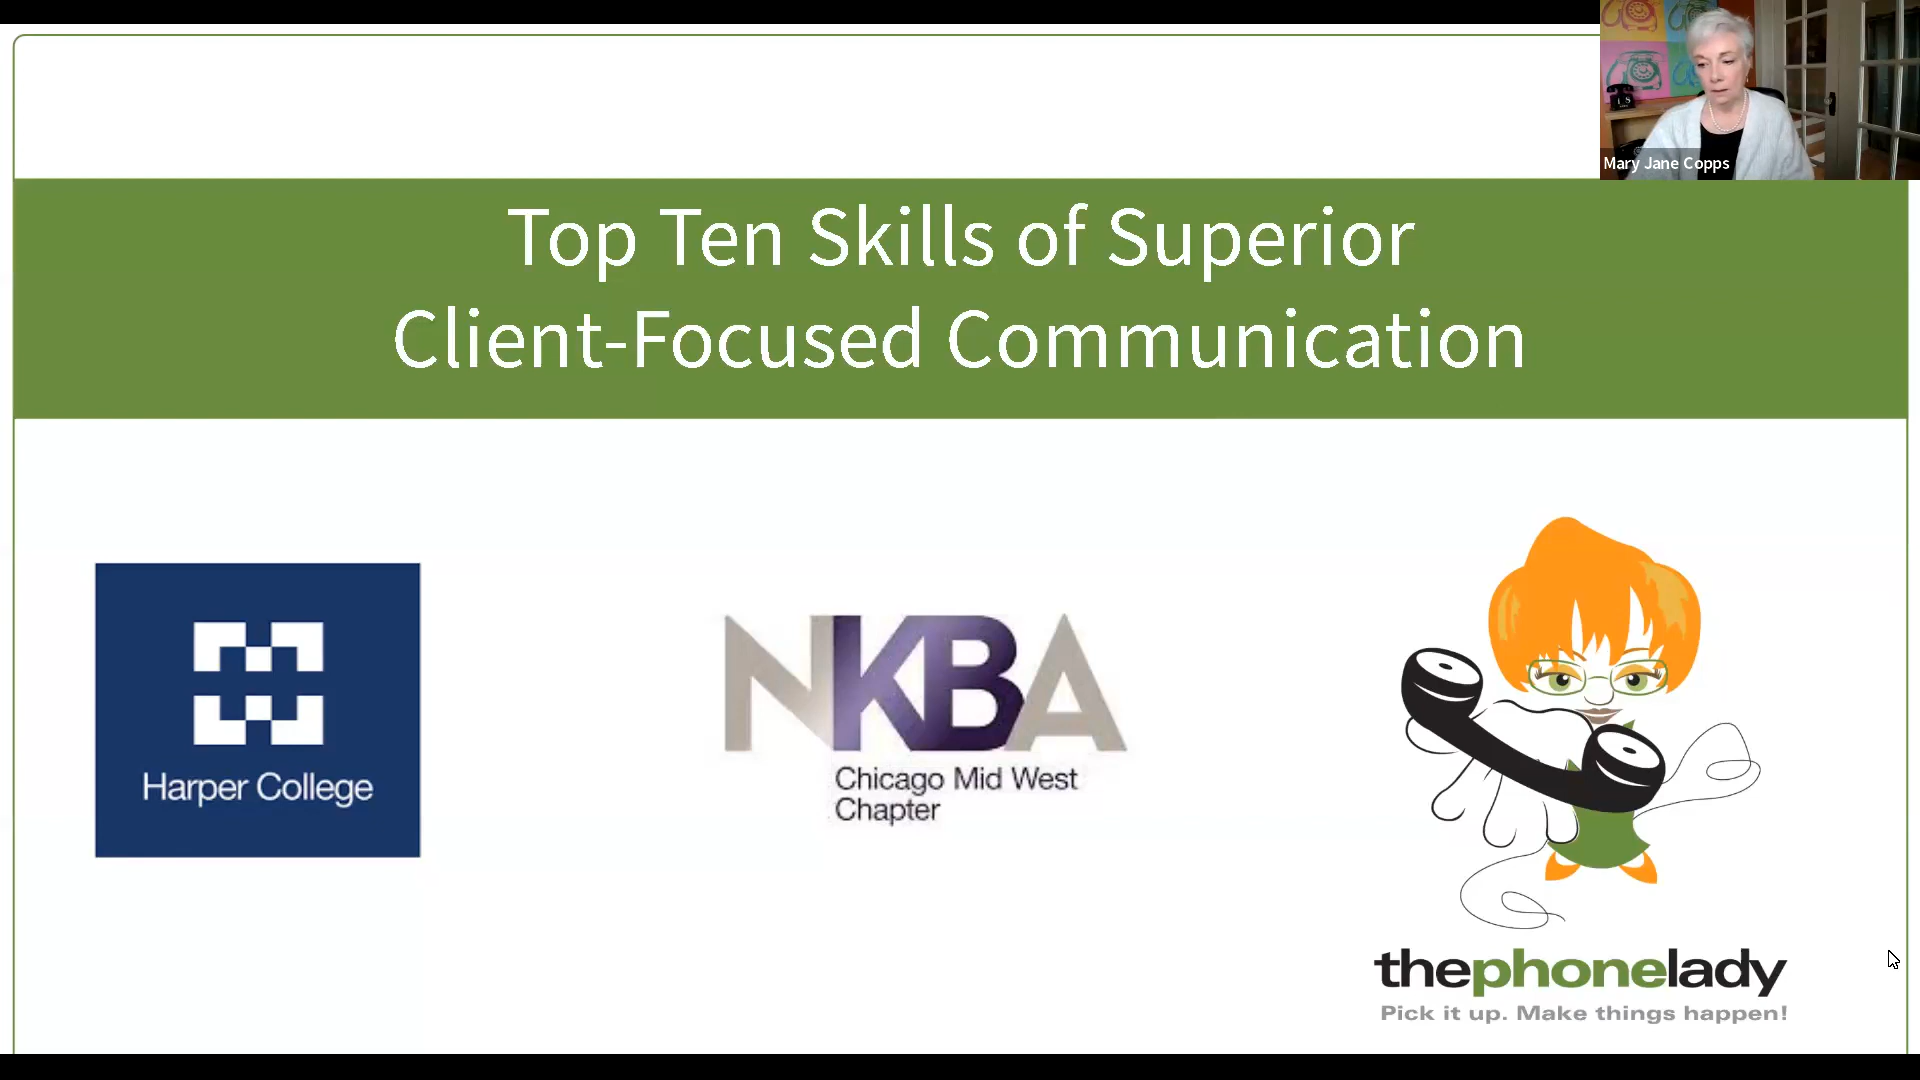 Mary Jane Copps
Top Ten Skills of Superior
Client-Focused Communication
Harper College
NKBA
Chicago Mid West
Chapter
thephonelady
Pick it up. Make things happen!